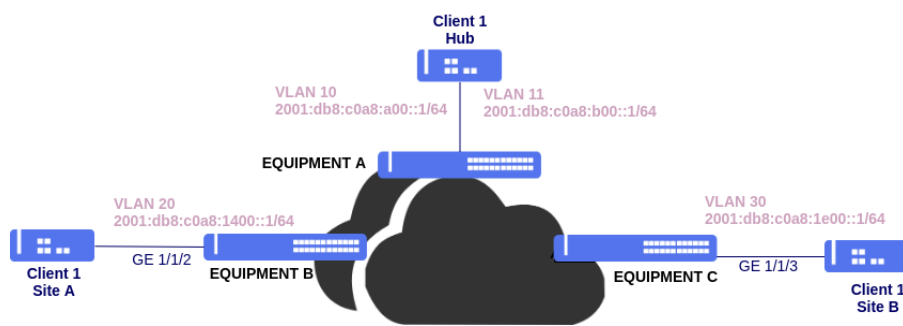 Client 1
Hub
VLAN 10
2001:db8:c0a8:a00::1/64
VLAN 11
2001:db8:c0a8:b00::1/64
EQUIPMENT A
VLAN 20
2001:db8:c0a8:1400::1/64
VLAN 30
2001:db8:c0a8:1e00::1/64
GE 1/1/2
EQUIPMENT B
Client 1
Site A
EQUIPMENT C
GE 1/1/3
Client 1
Site B